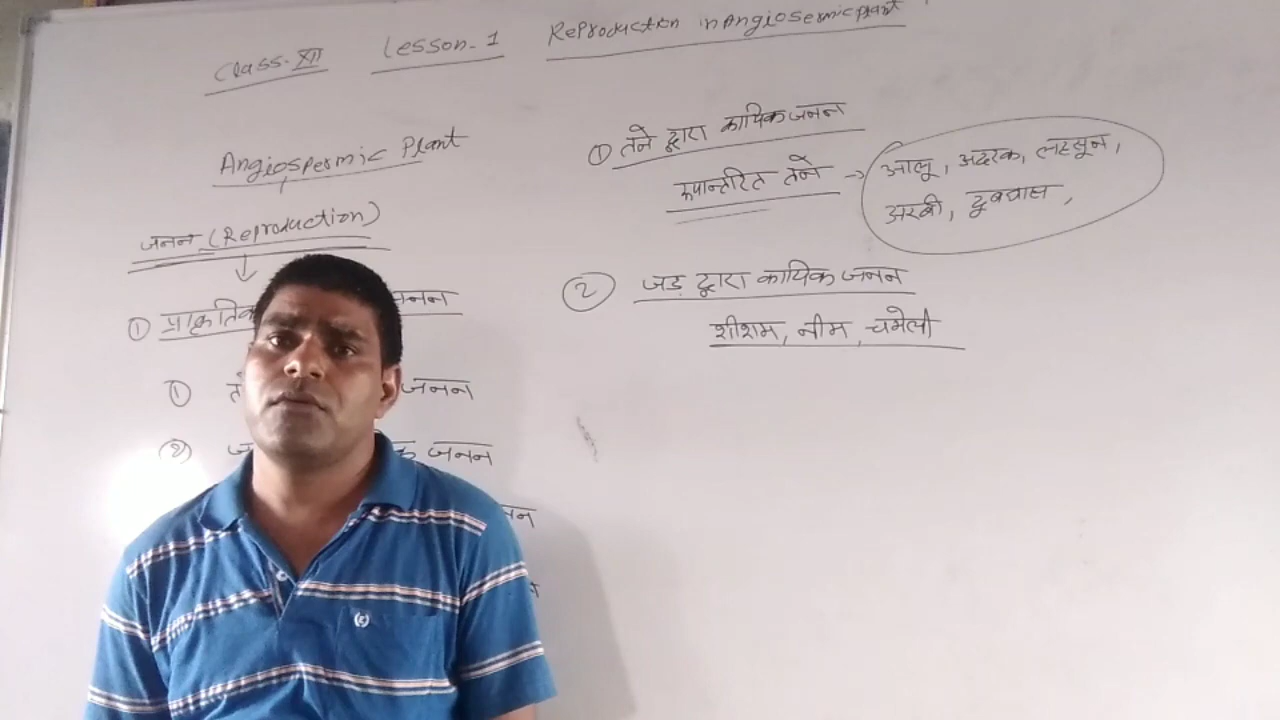 Class-XII Lesson-1 Reproduction in Angiosermic plant
Angiospermic Plant
जनन (Reproduction)
① प्राकृतिक जनन
① जनन
② जनन
① तने द्वारा कायिक जनन
रूपान्तरित तने → आलू, अदरक, लहसून,
अरबी, दूबघास,
② जड़ द्वारा कायिक जनन
शीशम, नीम, चमेली